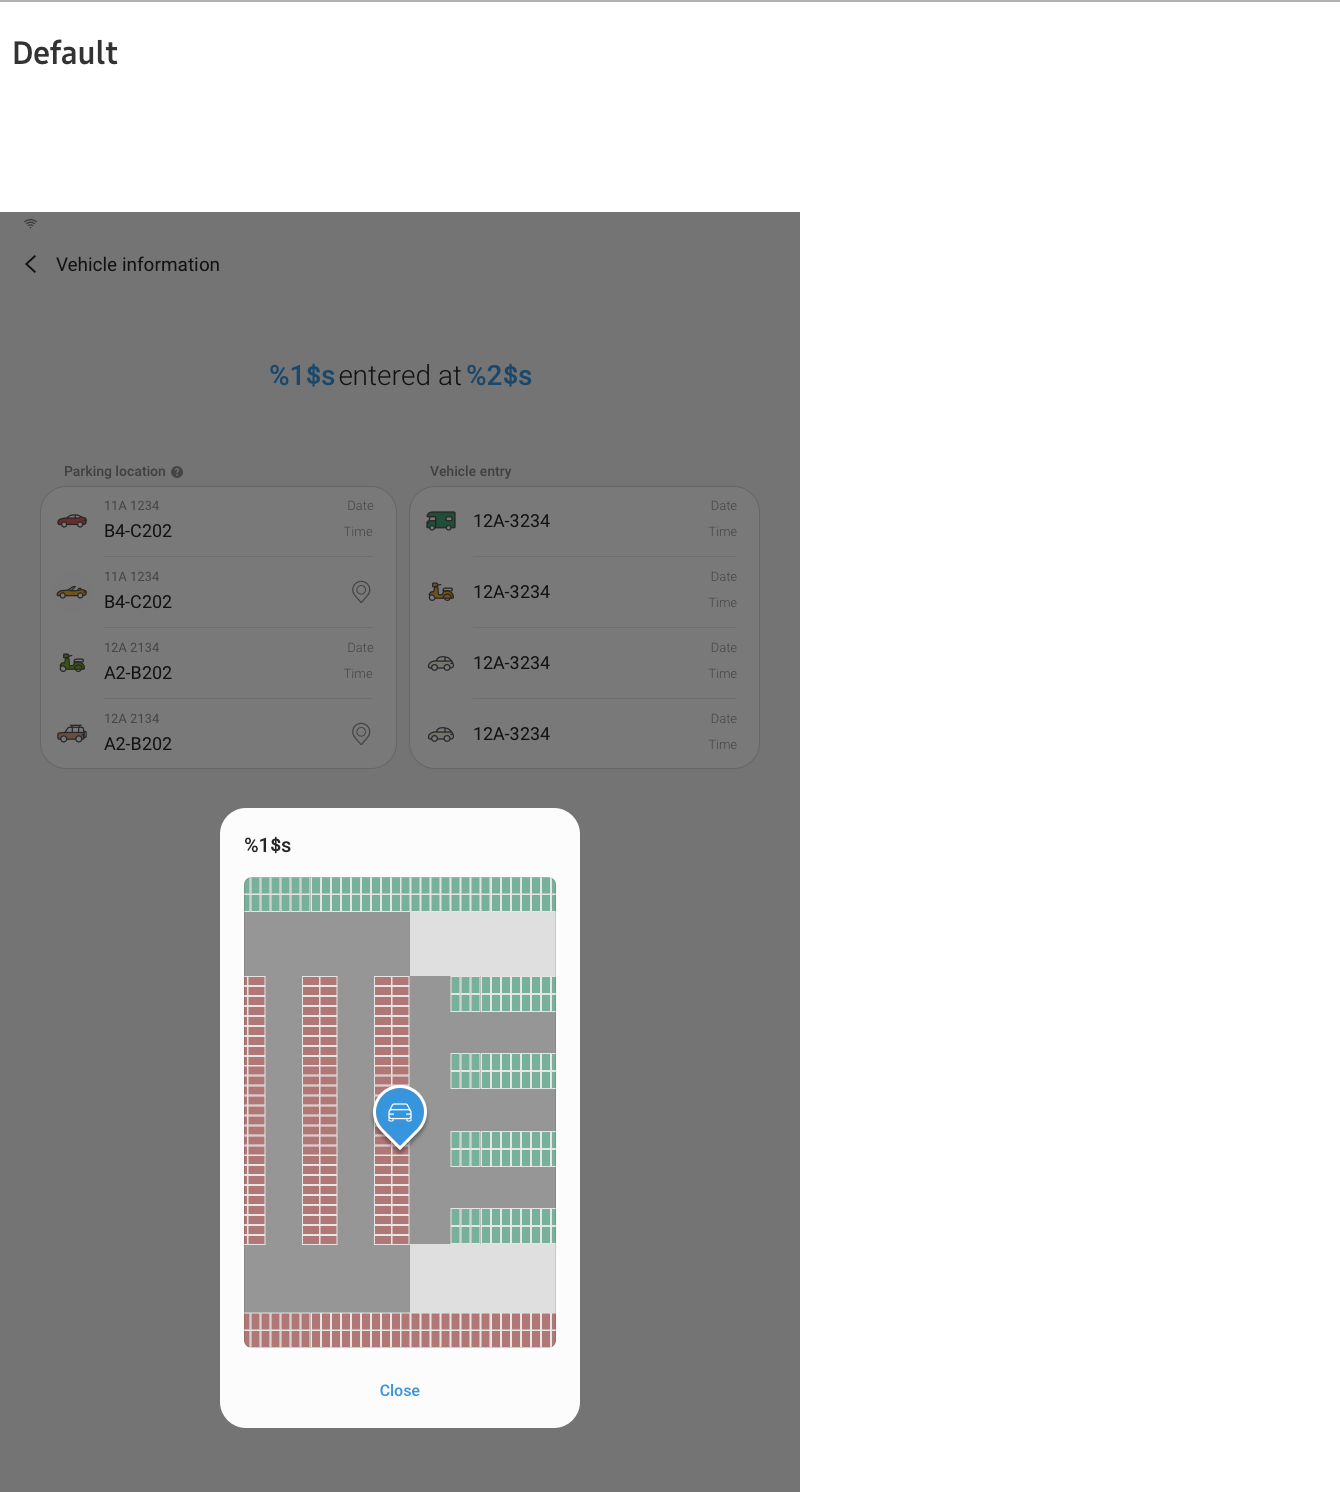 Default
Vehicle information
%1$s entered at %2$s
Parking location ?
11A 1234
Date
B4-C202
Time
11A 1234
B4-C202
12A 2134
Date
A2-B202
Time
12A 2134
A2-B202
Vehicle entry
12A-3234
Date
Time
12A-3234
Date
Time
12A-3234
Date
Time
12A-3234
Date
Time
%1$s
Close